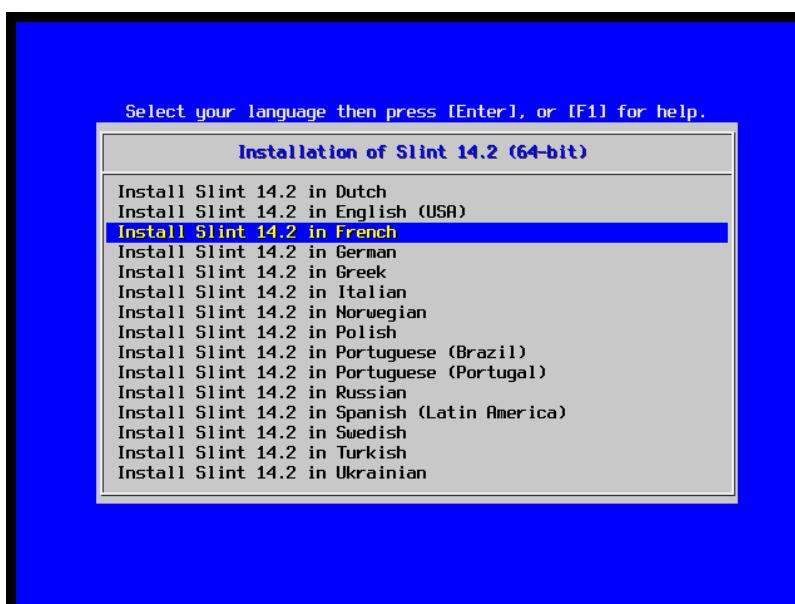 Select your language then press [Enter], or [F1] for help.
Installation of Slint 14.2 (64-bit)
Install Slint 14.2 in Dutch
Install Slint 14.2 in English (USA)
Install Slint 14.2 in French
Install Slint 14.2 in German
Install Slint 14.2 in Greek
Install Slint 14.2 in Italian
Install Slint 14.2 in Norwegian
Install Slint 14.2 in Polish
Install Slint 14.2 in Portuguese (Brazil)
Install Slint 14.2 in Portuguese (Portugal)
Install Slint 14.2 in Russian
Install Slint 14.2 in Spanish (Latin America)
Install Slint 14.2 in Swedish
Install Slint 14.2 in Turkish
Install Slint 14.2 in Ukrainian